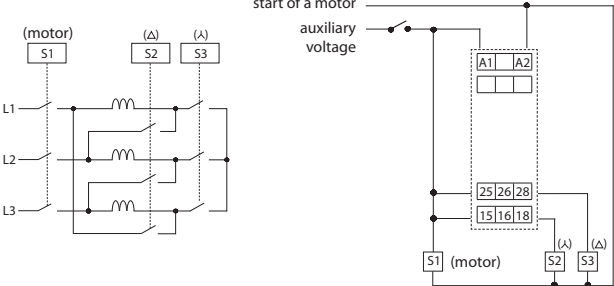 start of a motor
auxiliary
voltage
(motor) (△) (⅄)
S1 S2 S3
L1
L2
L3
A1 A2
25 26 28
15 16 18
(⅄) (△)
S1 (motor) S2 S3